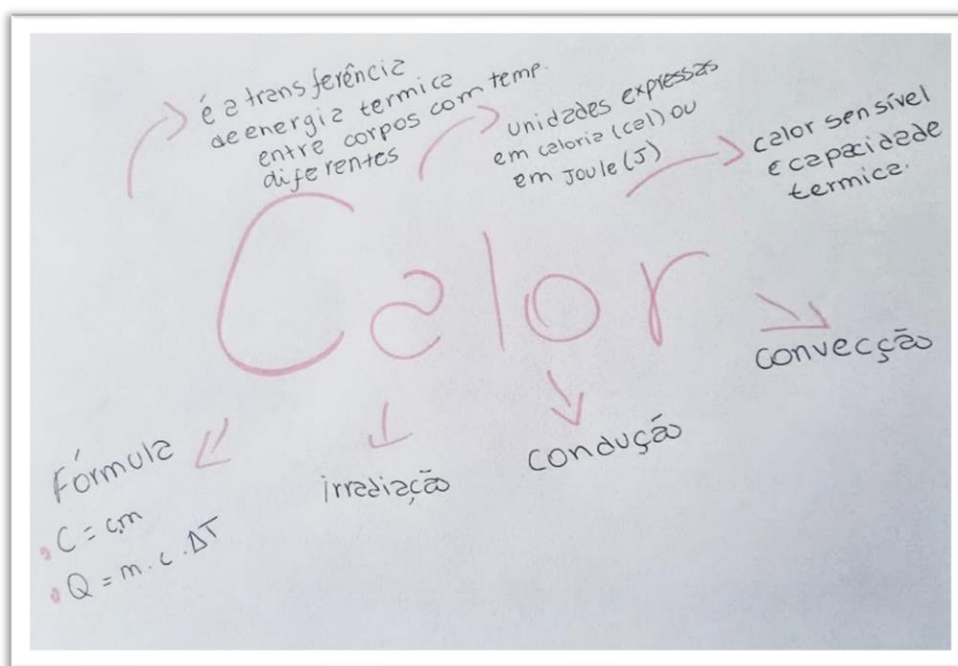 é a transferência
de energia termica
entre corpos com temp.
diferentes
unidades expressas
em caloria (cal) ou
em Joule (J)
calor sensível
e capacidade
termica.
Calor
convecção
condução
irradiação
Fórmula
• C = c.m
• Q = m . c . ΔT